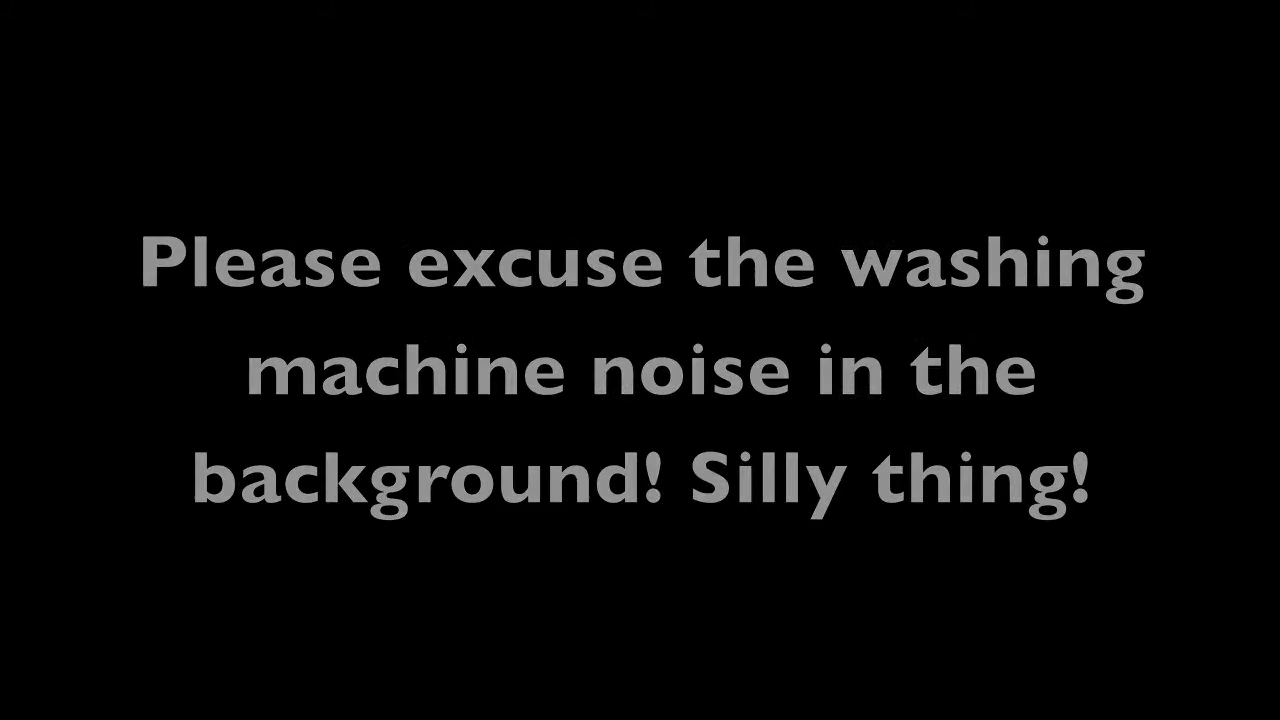 Please excuse the washing
machine noise in the
background! Silly thing!